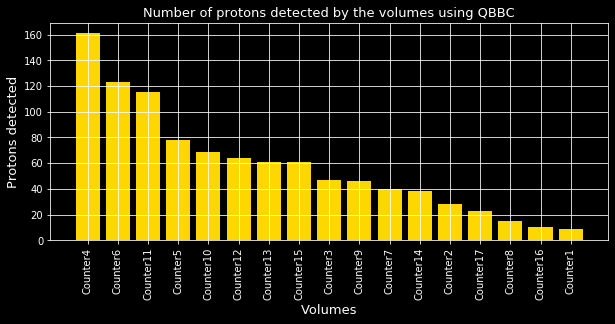 Number of protons detected by the volumes using QBBC
Protons detected
160
140
120
100
80
60
40
20
0
Counter4
Counter6
Counter11
Counter5
Counter10
Counter12
Counter13
Counter15
Counter3
Counter9
Counter7
Counter14
Counter2
Counter17
Counter8
Counter16
Counter1
Volumes